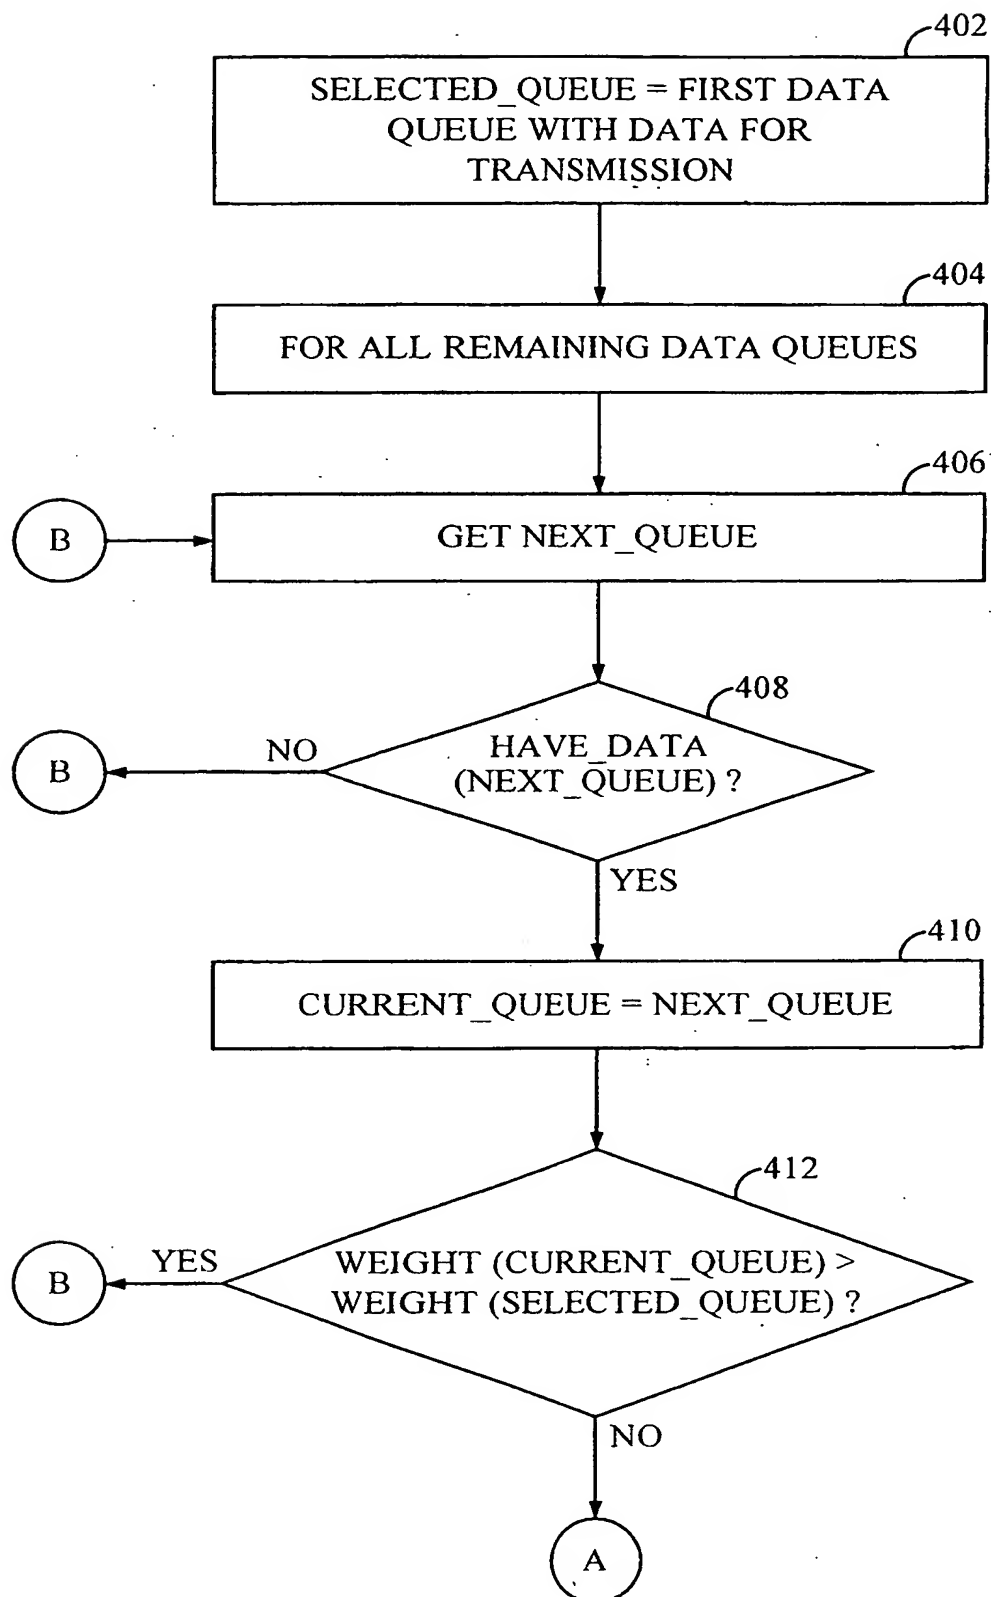 402
SELECTED_QUEUE = FIRST DATA
QUEUE WITH DATA FOR
TRANSMISSION
404
FOR ALL REMAINING DATA QUEUES
406
B
GET NEXT_QUEUE
408
B
NO
HAVE_DATA
(NEXT_QUEUE) ?
YES
410
CURRENT_QUEUE = NEXT_QUEUE
412
B
YES
WEIGHT (CURRENT_QUEUE) >
WEIGHT (SELECTED_QUEUE) ?
NO
A